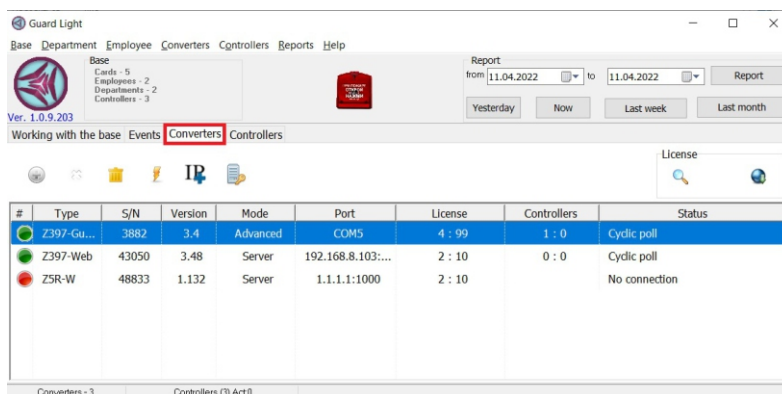 Guard Light
Base Department Employee Converters Controllers Reports Help
Base
Cards - 5
Employees - 2
Departments - 2
Controllers - 3
Ver. 1.0.9.203
Report
from 11.04.2022 to 11.04.2022 Report
Yesterday Now Last week Last month
Working with the base Events Converters Controllers
IP
License
# Type S/N Version Mode Port License Controllers Status
Z397-Gu... 3882 3.4 Advanced COM5 4 : 99 1 : 0 Cyclic poll
Z397-Web 43050 3.48 Server 192.168.8.103:... 2 : 10 0 : 0 Cyclic poll
Z5R-W 48833 1.132 Server 1.1.1.1:1000 2 : 10 No connection
Converters - 3 Controllers (3) Act:0